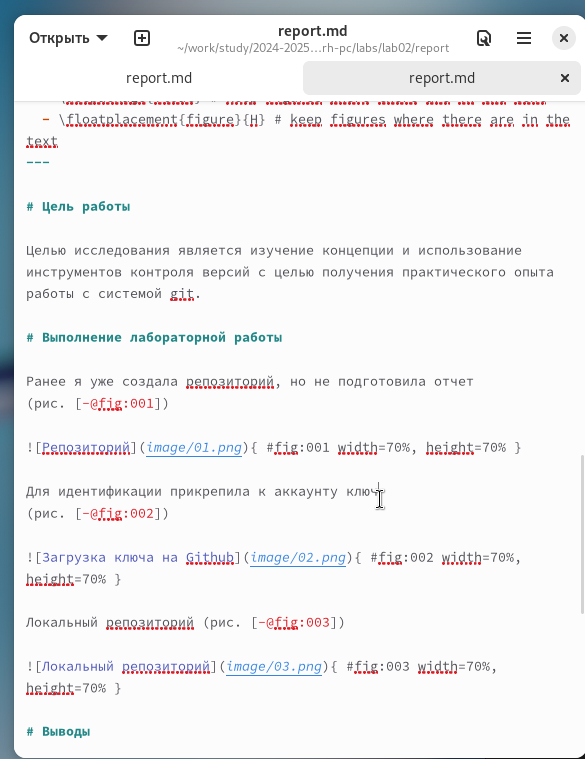 Открыть
report.md
~/work/study/2024-2025…rh-pc/labs/lab02/report
report.md
report.md
- \floatplacement{figure}{H} # keep figures where there are in the
text
---
# Цель работы
Целью исследования является изучение концепции и использование
инструментов контроля версий с целью получения практического опыта
работы с системой git.
# Выполнение лабораторной работы
Ранее я уже создала репозиторий, но не подготовила отчет
(рис. [-@fig:001])
![Репозиторий](image/01.png){ #fig:001 width=70%, height=70% }
Для идентификации прикрепила к аккаунту ключ
(рис. [-@fig:002])
![Загрузка ключа на Github](image/02.png){ #fig:002 width=70%,
height=70% }
Локальный репозиторий (рис. [-@fig:003])
![Локальный репозиторий](image/03.png){ #fig:003 width=70%,
height=70% }
# Выводы